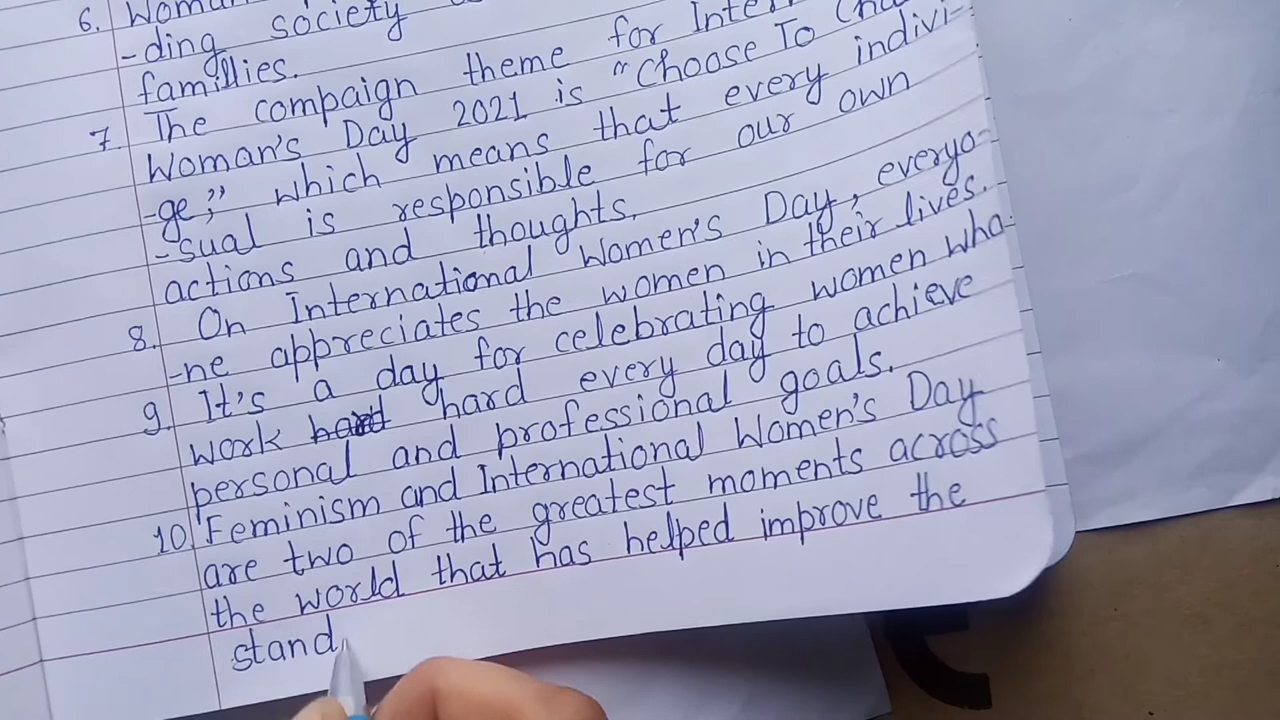 6. Woman
-ding society
famillies.
7. The compaign theme for Inter
Woman's Day 2021 is "Choose To Cha
-ge," which means that every indivi-
-sual is responsible for our own
actions and thoughts.
8. On International Women's Day, everyo-
-ne appreciates the women in their lives.
9. It's a day for celebrating women who
work hard hard every day to achieve
personal and professional goals.
10. Feminism and International Women's Day
are two of the greatest moments across
the world that has helped improve the
stand